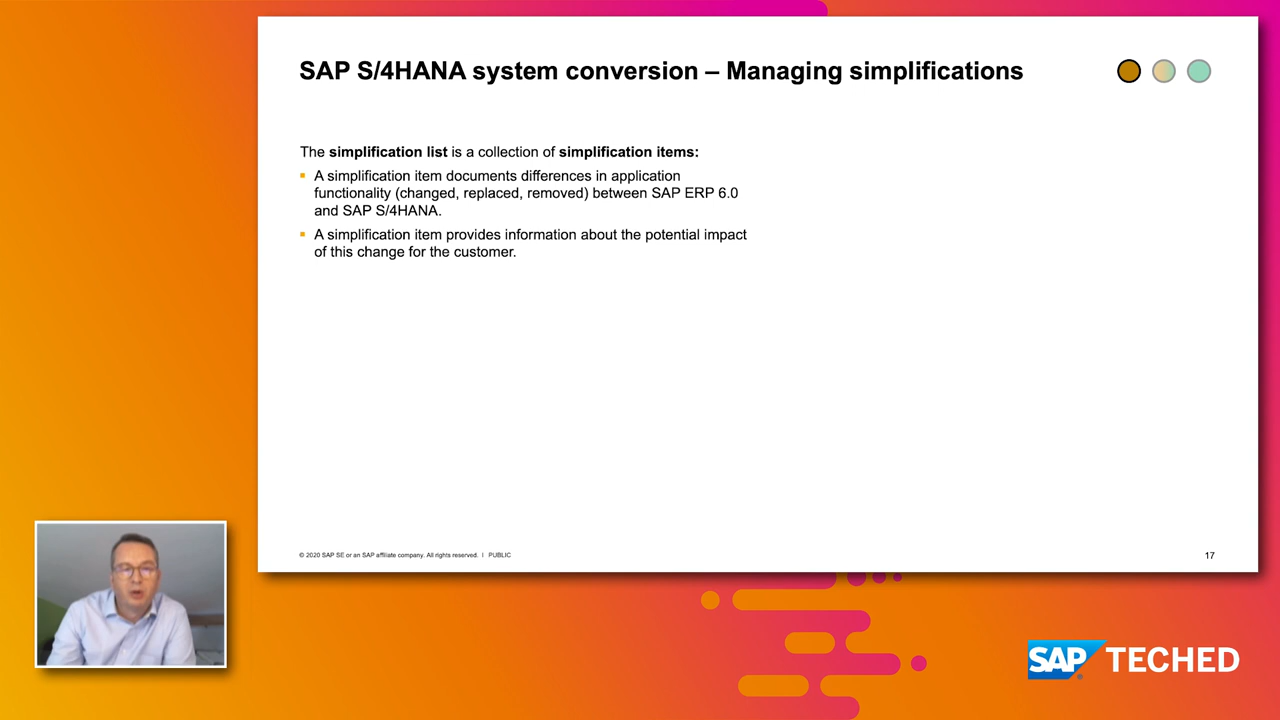 SAP S/4HANA system conversion – Managing simplifications
The simplification list is a collection of simplification items:
▪ A simplification item documents differences in application
functionality (changed, replaced, removed) between SAP ERP 6.0
and SAP S/4HANA.
▪ A simplification item provides information about the potential impact
of this change for the customer.
© 2020 SAP SE or an SAP affiliate company. All rights reserved. I PUBLIC
17
SAP TECHED